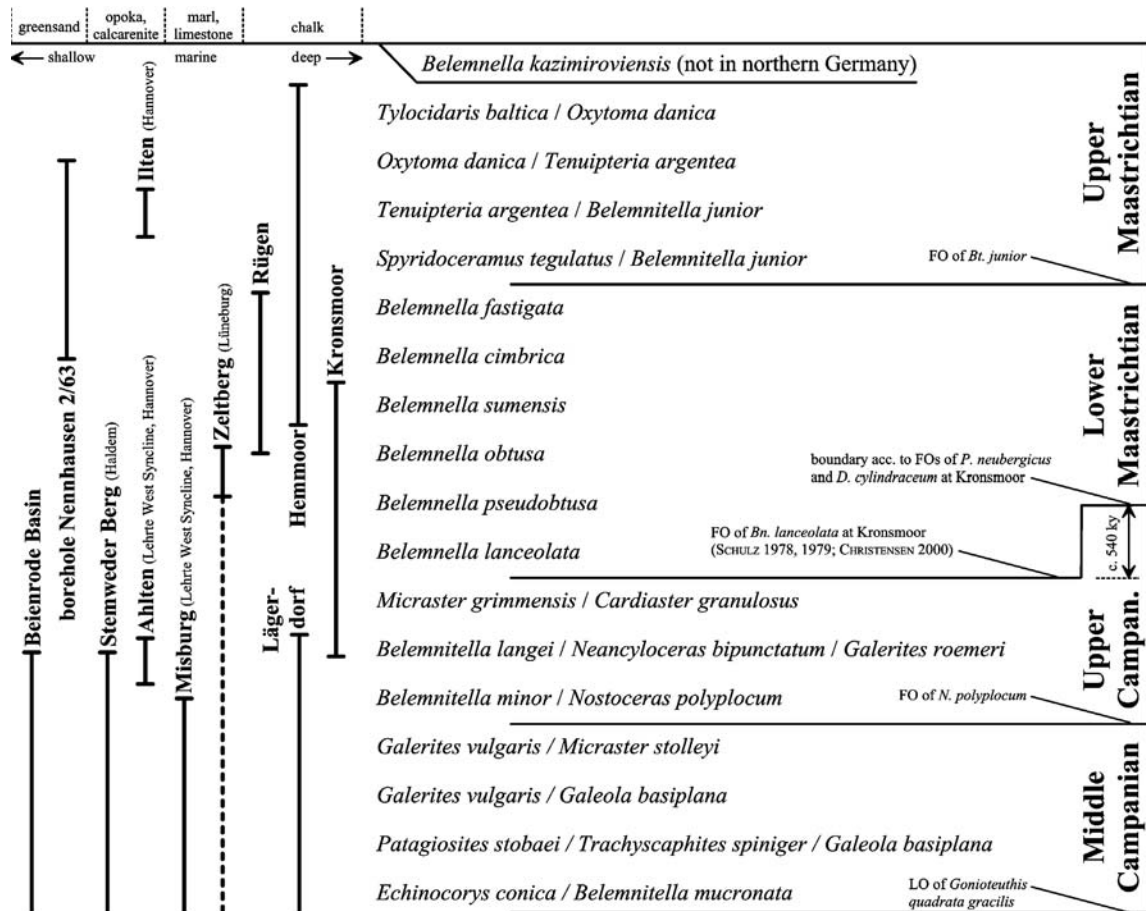 greensand
opoka,
calcarenite
marl,
limestone
chalk
shallow
marine
deep
Belemnella kazimiroviensis (not in northern Germany)
Tylocidaris baltica / Oxytoma danica
Oxytoma danica / Tenuipteria argentea
Tenuipteria argentea / Belemnitella junior
Spyridoceramus tegulatus / Belemnitella junior
FO of Bt. junior
Belemnella fastigata
Belemnella cimbrica
Belemnella sumensis
Belemnella obtusa
boundary acc. to FOs of P. neubergicus
and D. cylindraceum at Kronsmoor
Belemnella pseudobtusa
FO of Bn. lanceolata at Kronsmoor
(SCHULZ 1978, 1979; CHRISTENSEN 2000)
Belemnella lanceolata
c. 540 ky
Micraster grimmensis / Cardiaster granulosus
Belemnitella langei / Neancyloceras bipunctatum / Galerites roemeri
Belemnitella minor / Nostoceras polyplocum
FO of N. polyplocum
Galerites vulgaris / Micraster stolleyi
Galerites vulgaris / Galeola basiplana
Patagiosites stobaei / Trachyscaphites spiniger / Galeola basiplana
Echinocorys conica / Belemnitella mucronata
LO of Gonioteuthis
quadrata gracilis
Beienrode Basin
borehole Nennhausen 2/63
Stemweder Berg (Haldem)
Ilten (Hannover)
Ahlten (Lehrte West Syncline, Hannover)
Misburg (Lehrte West Syncline, Hannover)
Zeltberg (Lüneburg)
Rügen
Läger-
dorf
Hemmoor
Kronsmoor
Upper
Maastrichtian
Lower
Maastrichtian
Upper
Campan.
Middle
Campanian